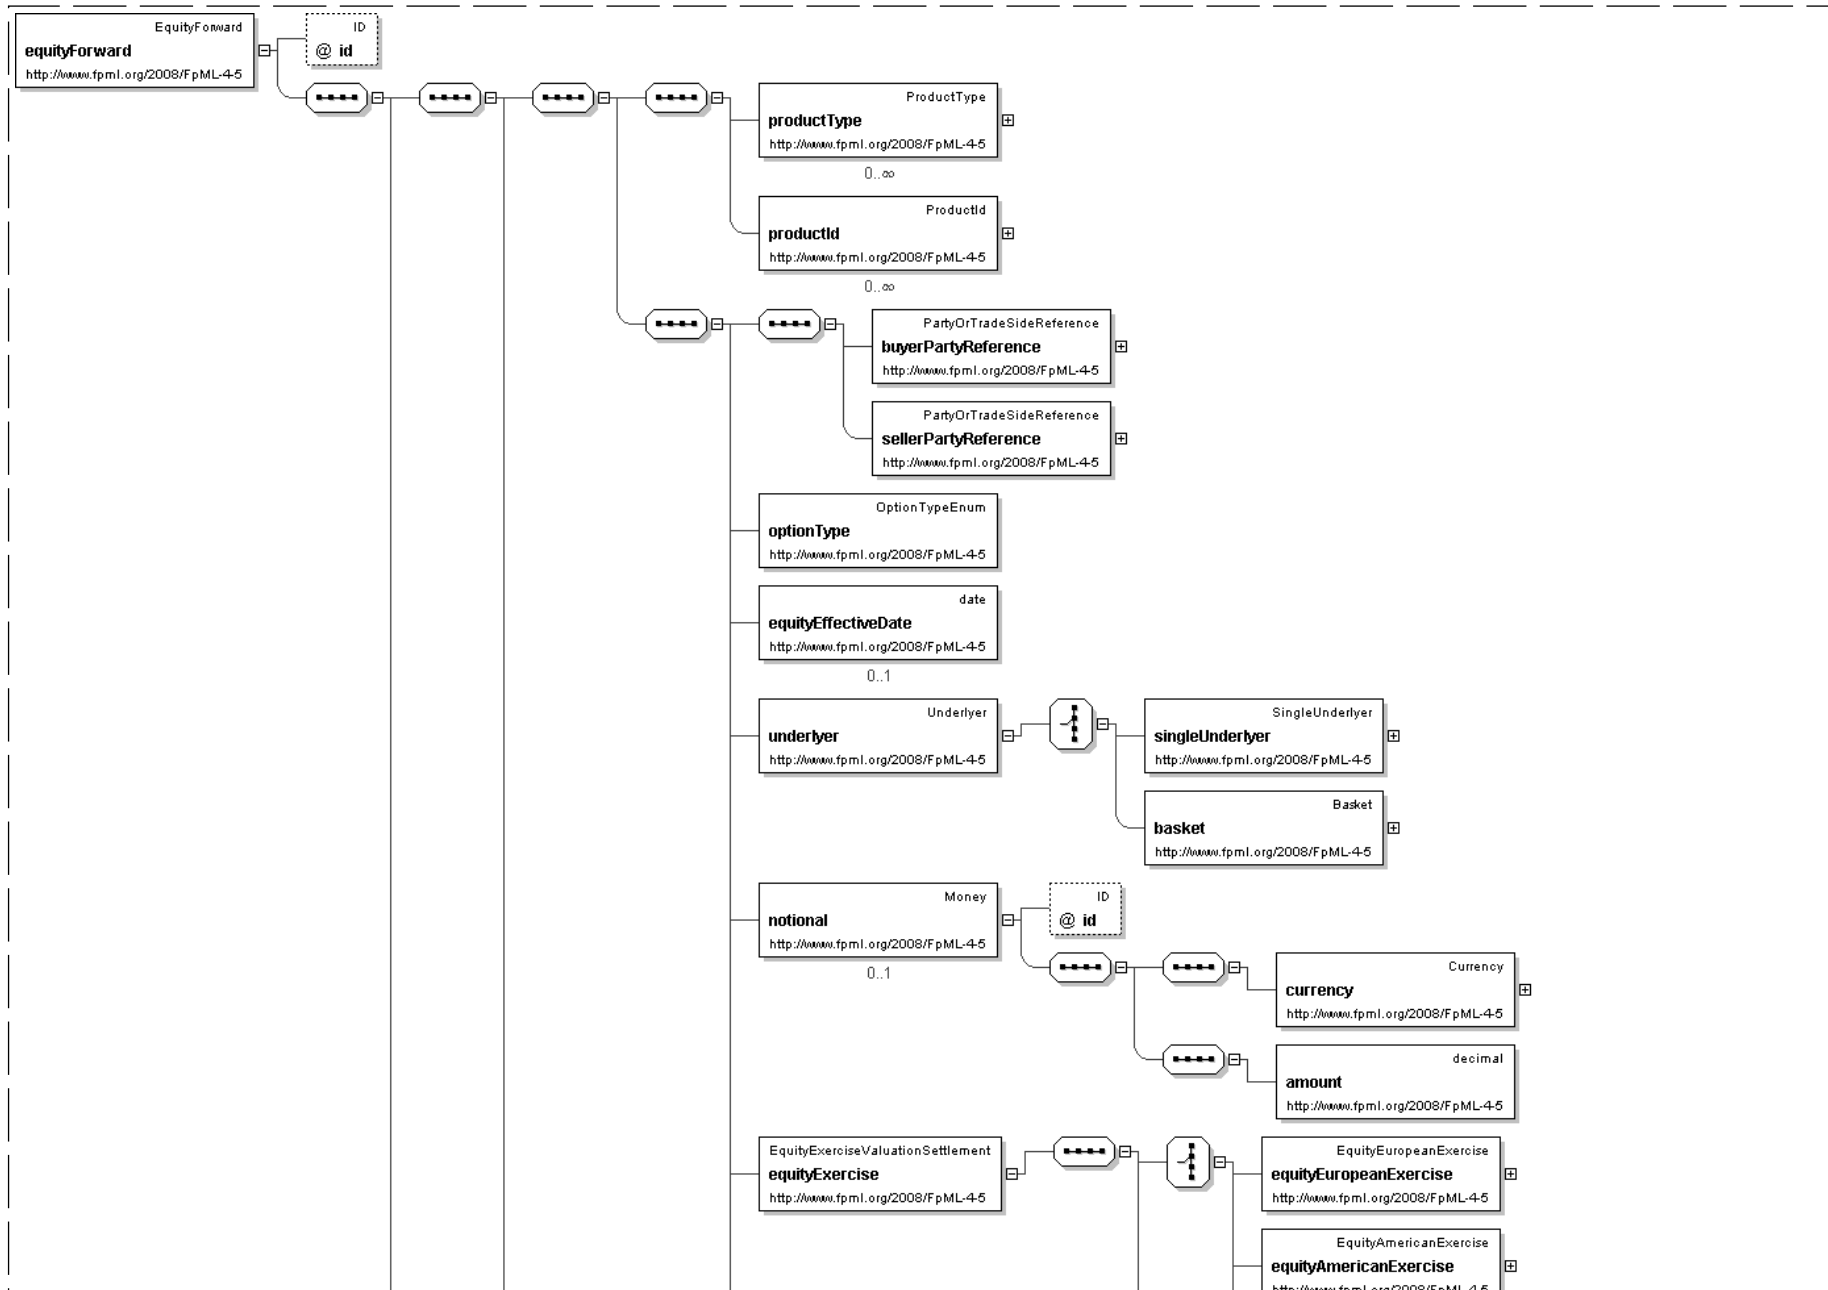 EquityForward
equityForward
http://www.fpml.org/2008/FpML-4-5
ID
@ id
ProductType
productType
http://www.fpml.org/2008/FpML-4-5
0..∞
ProductId
productId
http://www.fpml.org/2008/FpML-4-5
0..∞
PartyOrTradeSideReference
buyerPartyReference
http://www.fpml.org/2008/FpML-4-5
PartyOrTradeSideReference
sellerPartyReference
http://www.fpml.org/2008/FpML-4-5
OptionTypeEnum
optionType
http://www.fpml.org/2008/FpML-4-5
date
equityEffectiveDate
http://www.fpml.org/2008/FpML-4-5
0..1
Underlyer
underlyer
http://www.fpml.org/2008/FpML-4-5
SingleUnderlyer
singleUnderlyer
http://www.fpml.org/2008/FpML-4-5
Basket
basket
http://www.fpml.org/2008/FpML-4-5
Money
notional
http://www.fpml.org/2008/FpML-4-5
0..1
ID
@ id
Currency
currency
http://www.fpml.org/2008/FpML-4-5
decimal
amount
http://www.fpml.org/2008/FpML-4-5
EquityExerciseValuationSettlement
equityExercise
http://www.fpml.org/2008/FpML-4-5
EquityEuropeanExercise
equityEuropeanExercise
http://www.fpml.org/2008/FpML-4-5
EquityAmericanExercise
equityAmericanExercise
http://www.fpml.org/2008/FpML-4-5